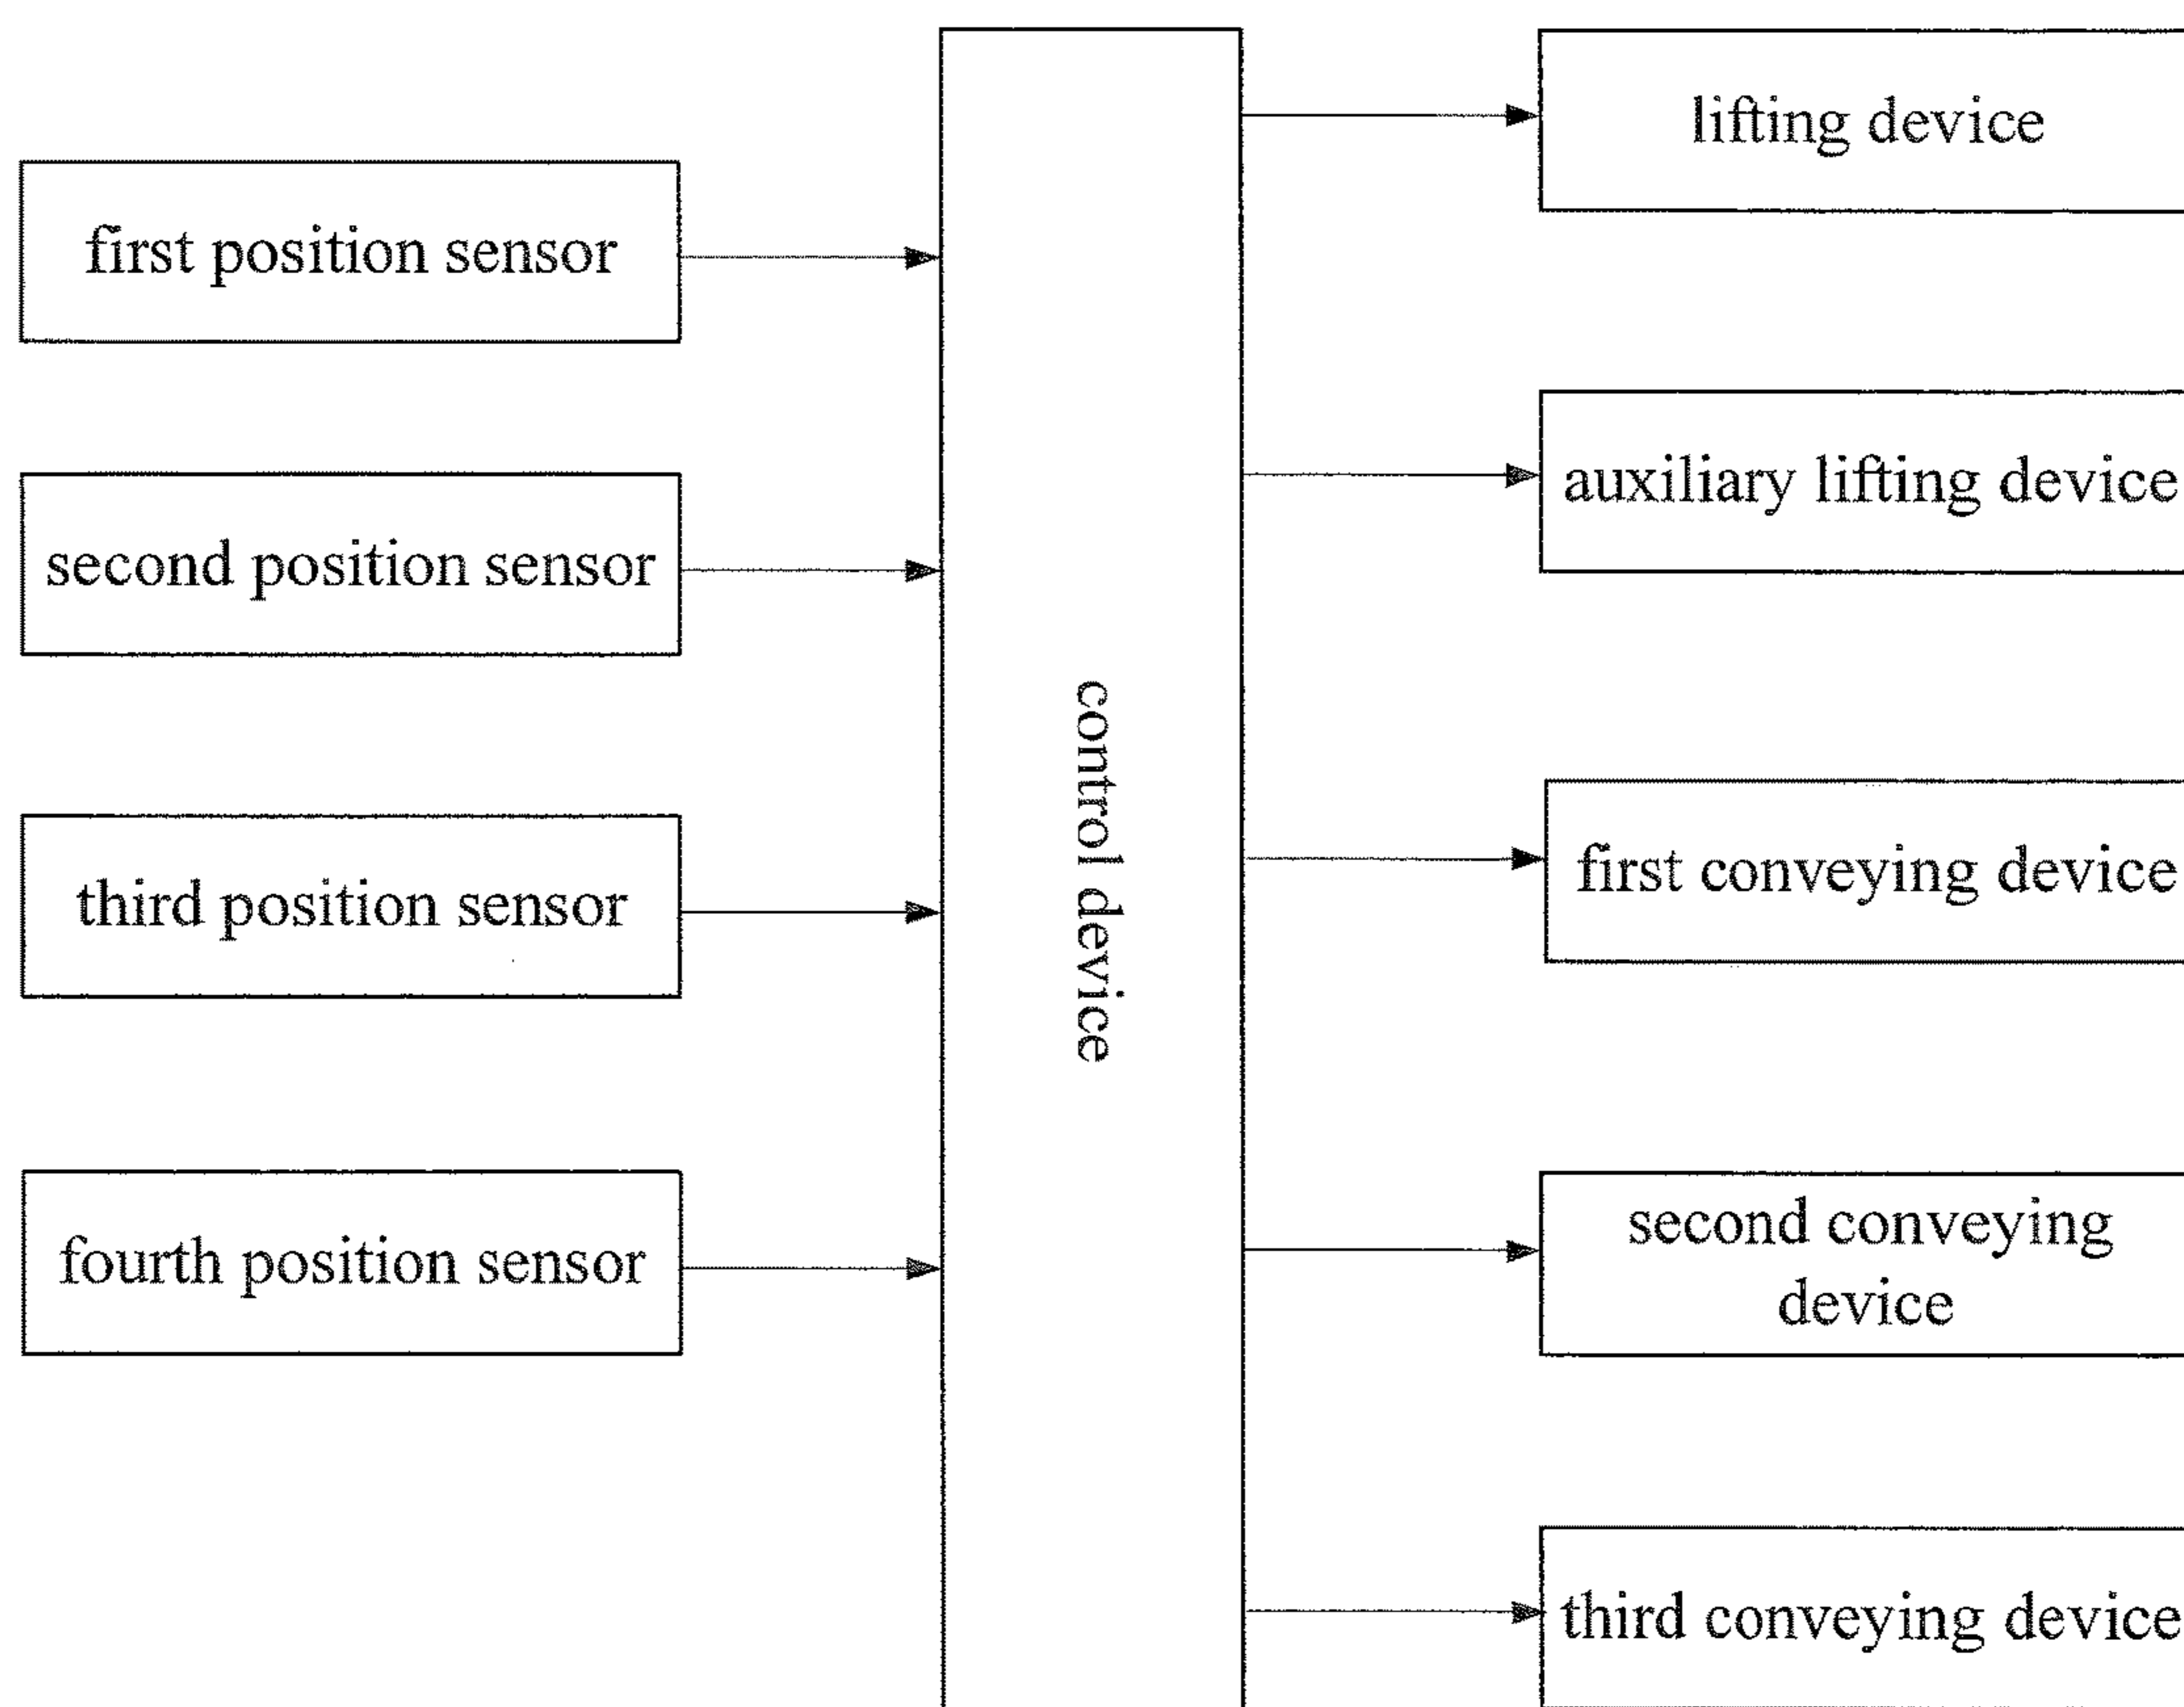 first position sensor
second position sensor
third position sensor
fourth position sensor
control device
lifting device
auxiliary lifting device
first conveying device
second conveying
device
third conveying device